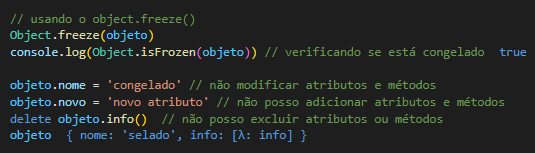 // usando o object.freeze()
Object.freeze(objeto)
console.log(Object.isFrozen(objeto)) // verificando se está congelado  true

objeto.nome = 'congelado' // não modificar atributos e métodos
objeto.novo = 'novo atributo' // não posso adicionar atributos e métodos
delete objeto.info()  // não posso excluir atributos ou métodos
objeto  { nome: 'selado', info: [λ: info] }